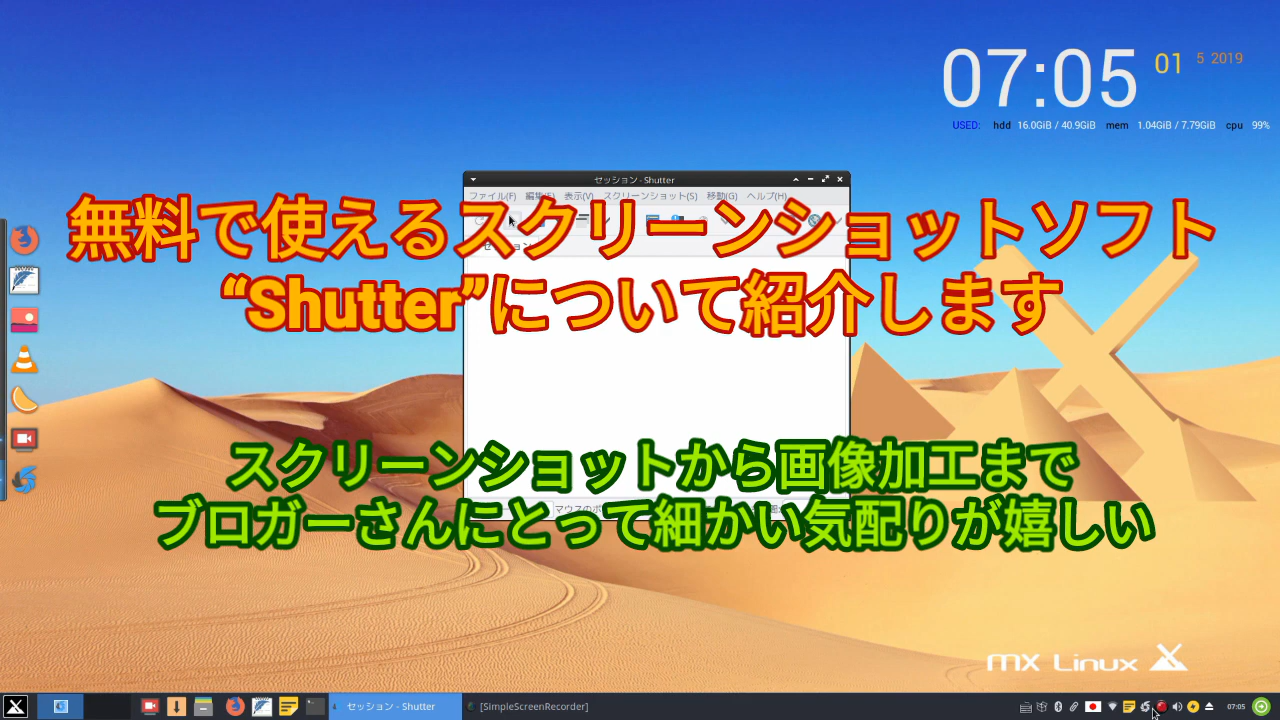 07:05 01 5 2019
USED: hdd 16.0GiB / 40.9GiB mem 1.04GiB / 7.79GiB cpu 99%
セッション - Shutter
ファイル(F) 編集(E) 表示(V) スクリーンショット(S) 移動(G) ヘルプ(H)
無料で使えるスクリーンショットソフト
“Shutter”について紹介します
スクリーンショットから画像加工まで
ブロガーさんにとって細かい気配りが嬉しい
MX Linux
セッション - Shutter
[SimpleScreenRecorder]
07:05